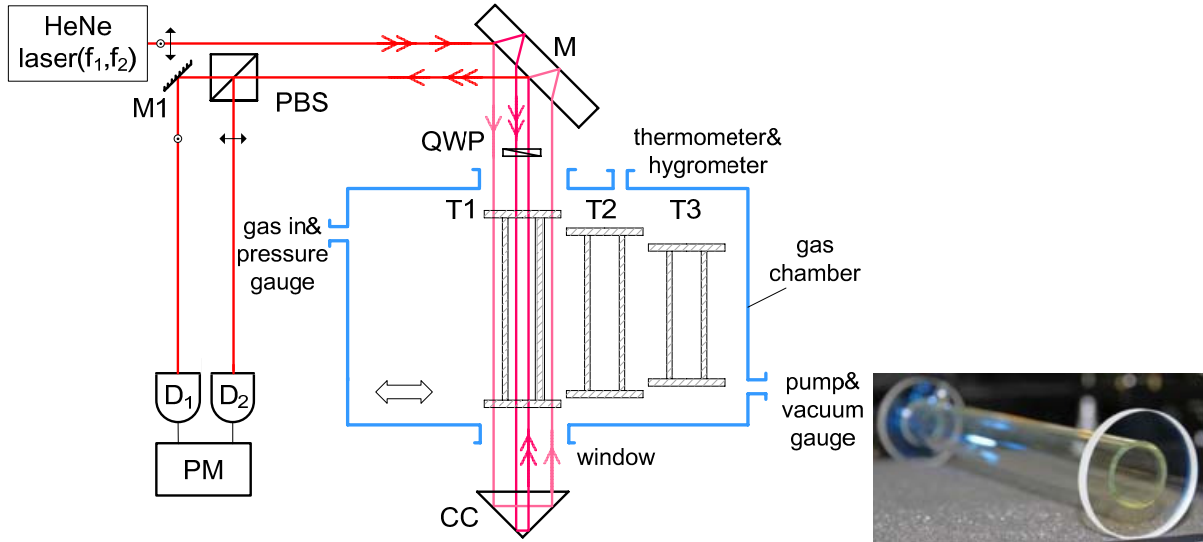 HeNe
laser(f₁,f₂)
M
M1
PBS
QWP
thermometer&
hygrometer
T1
T2
T3
gas in&
pressure
gauge
gas
chamber
D₁
D₂
pump&
vacuum
gauge
PM
window
CC